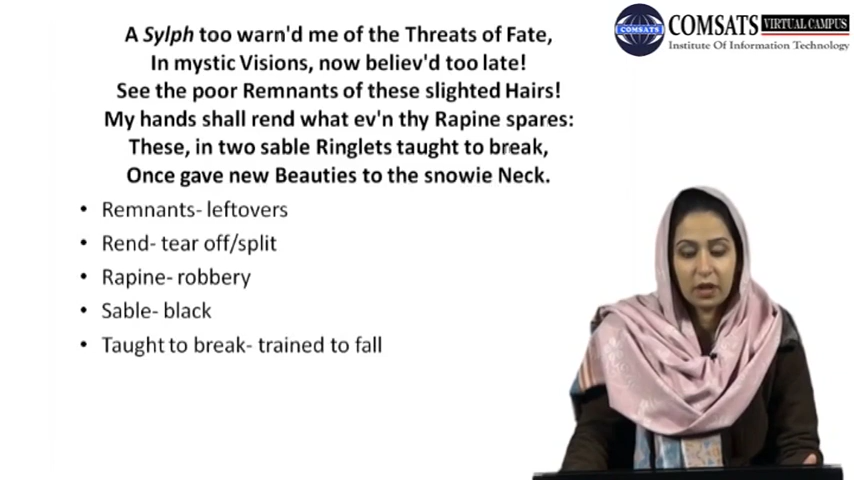 A Sylph too warn'd me of the Threats of Fate,
In mystic Visions, now believ'd too late!
See the poor Remnants of these slighted Hairs!
My hands shall rend what ev'n thy Rapine spares:
These, in two sable Ringlets taught to break,
Once gave new Beauties to the snowie Neck.
• Remnants- leftovers
• Rend- tear off/split
• Rapine- robbery
• Sable- black
• Taught to break- trained to fall
COMSATS
COMSATS VIRTUAL CAMPUS
Institute Of Information Technology